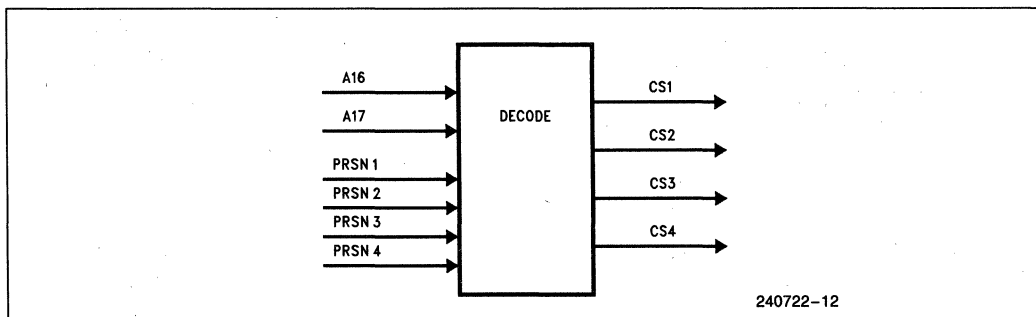 A16
A17
PRSN 1
PRSN 2
PRSN 3
PRSN 4
DECODE
CS1
CS2
CS3
CS4
240722-12